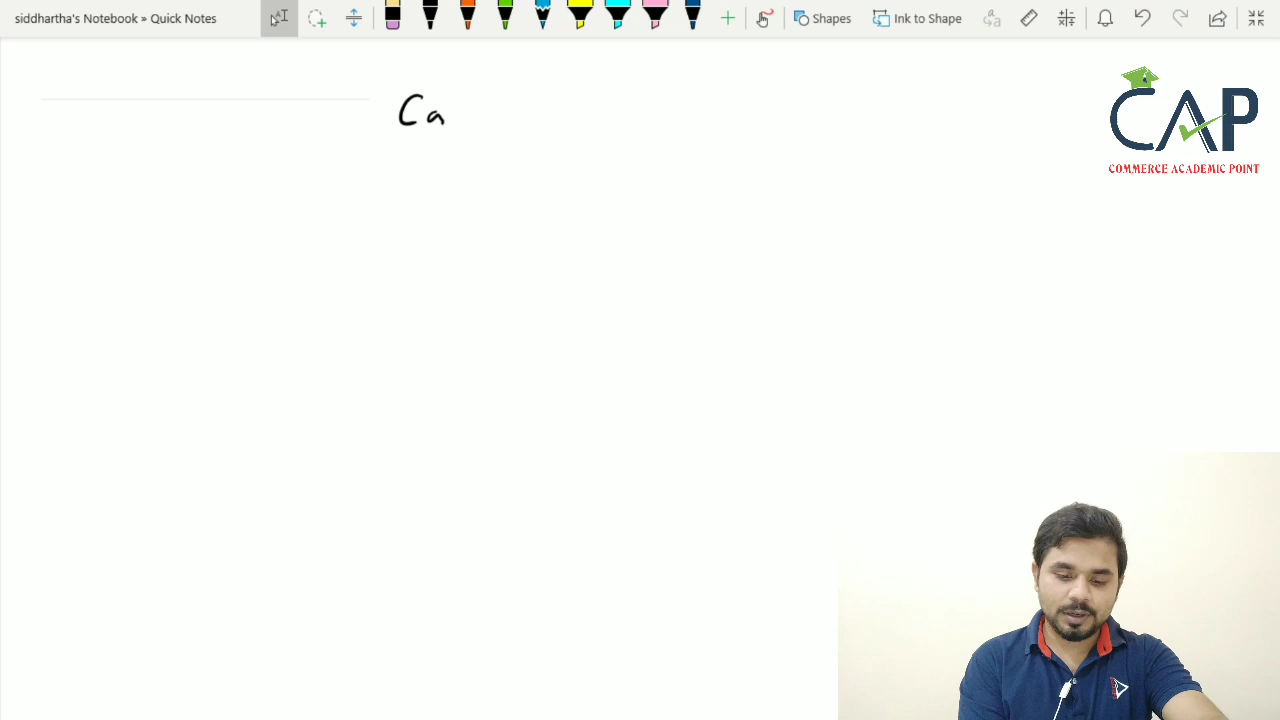 siddhartha's Notebook » Quick Notes
Shapes
Ink to Shape
Ca
CAP
COMMERCE ACADEMIC POINT